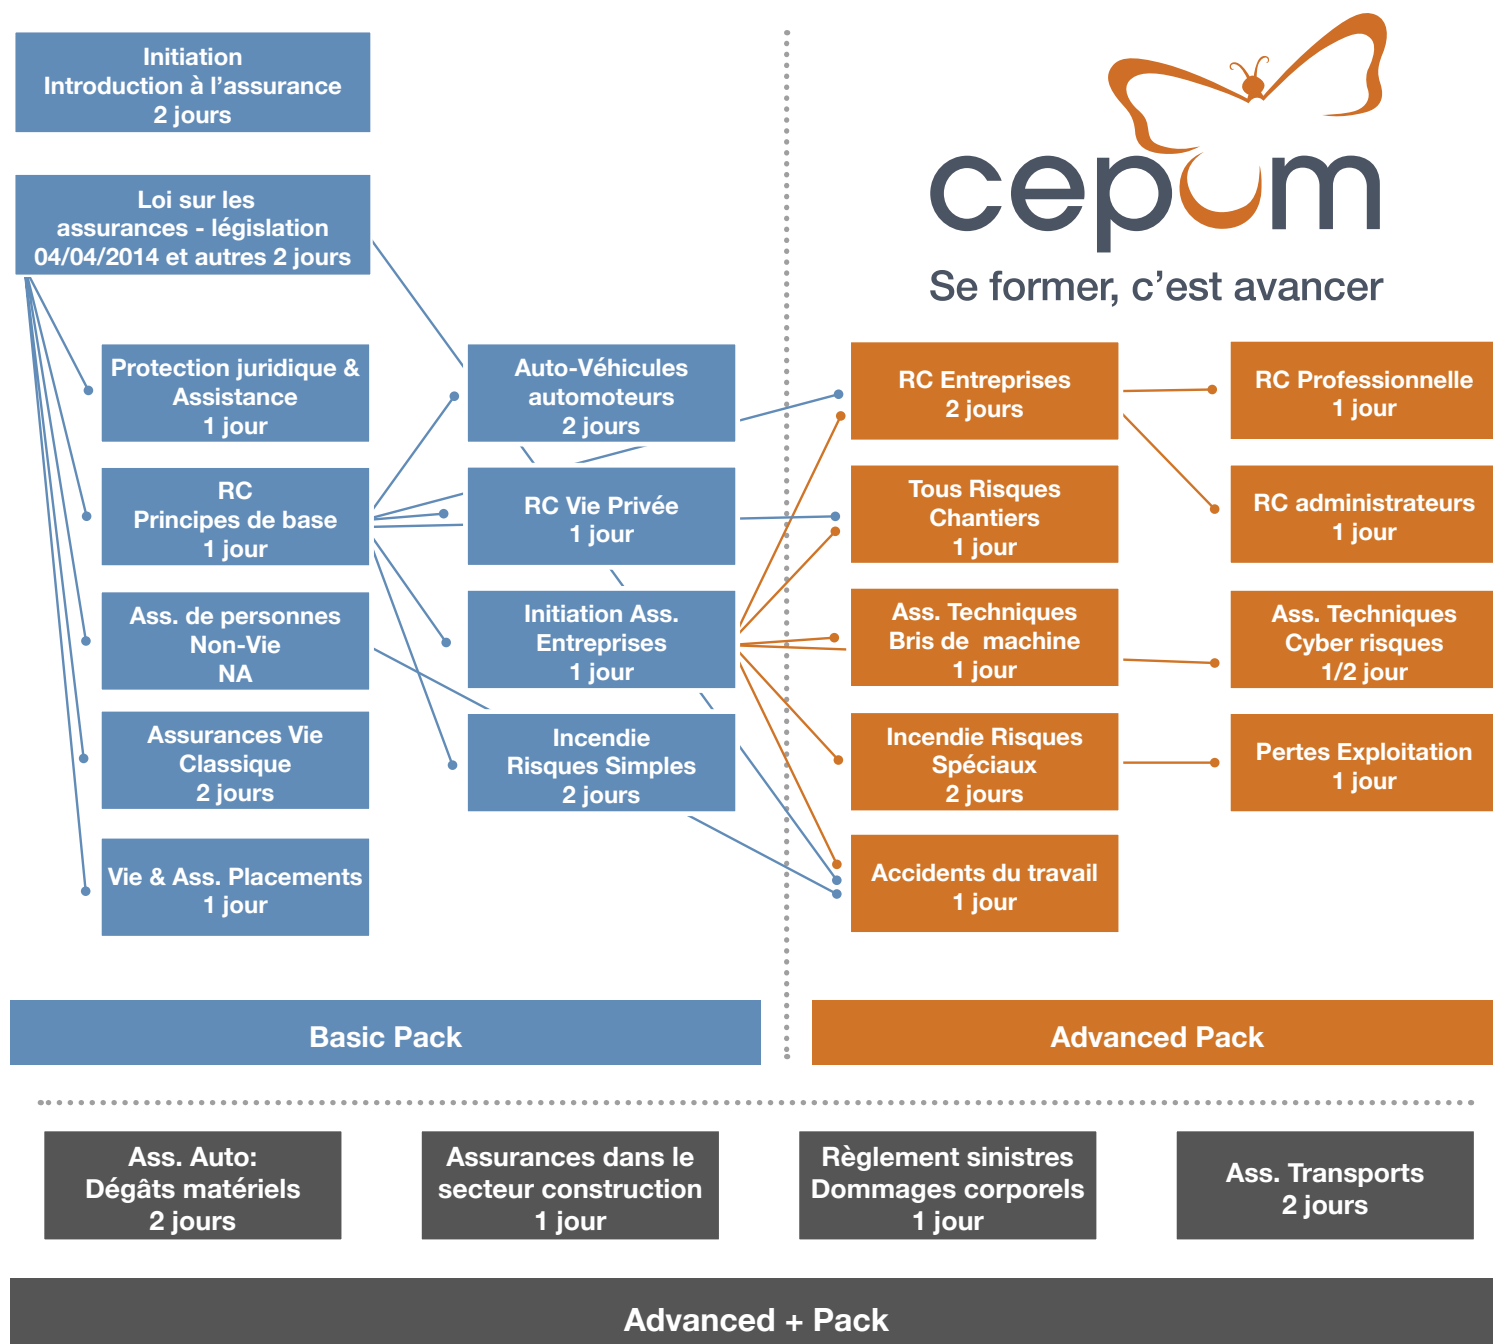 Initiation
Introduction à l'assurance
2 jours
Loi sur les
assurances - législation
04/04/2014 et autres 2 jours
cepom
Se former, c'est avancer
Protection juridique &
Assistance
1 jour
Auto-Véhicules
automoteurs
2 jours
RC Entreprises
2 jours
RC Professionnelle
1 jour
RC
Principes de base
1 jour
RC Vie Privée
1 jour
Tous Risques
Chantiers
1 jour
RC administrateurs
1 jour
Ass. de personnes
Non-Vie
NA
Initiation Ass.
Entreprises
1 jour
Ass. Techniques
Bris de machine
1 jour
Ass. Techniques
Cyber risques
1/2 jour
Assurances Vie
Classique
2 jours
Incendie
Risques Simples
2 jours
Incendie Risques
Spéciaux
2 jours
Pertes Exploitation
1 jour
Vie & Ass. Placements
1 jour
Accidents du travail
1 jour
Basic Pack
Advanced Pack
Ass. Auto:
Dégâts matériels
2 jours
Assurances dans le
secteur construction
1 jour
Règlement sinistres
Dommages corporels
1 jour
Ass. Transports
2 jours
Advanced + Pack